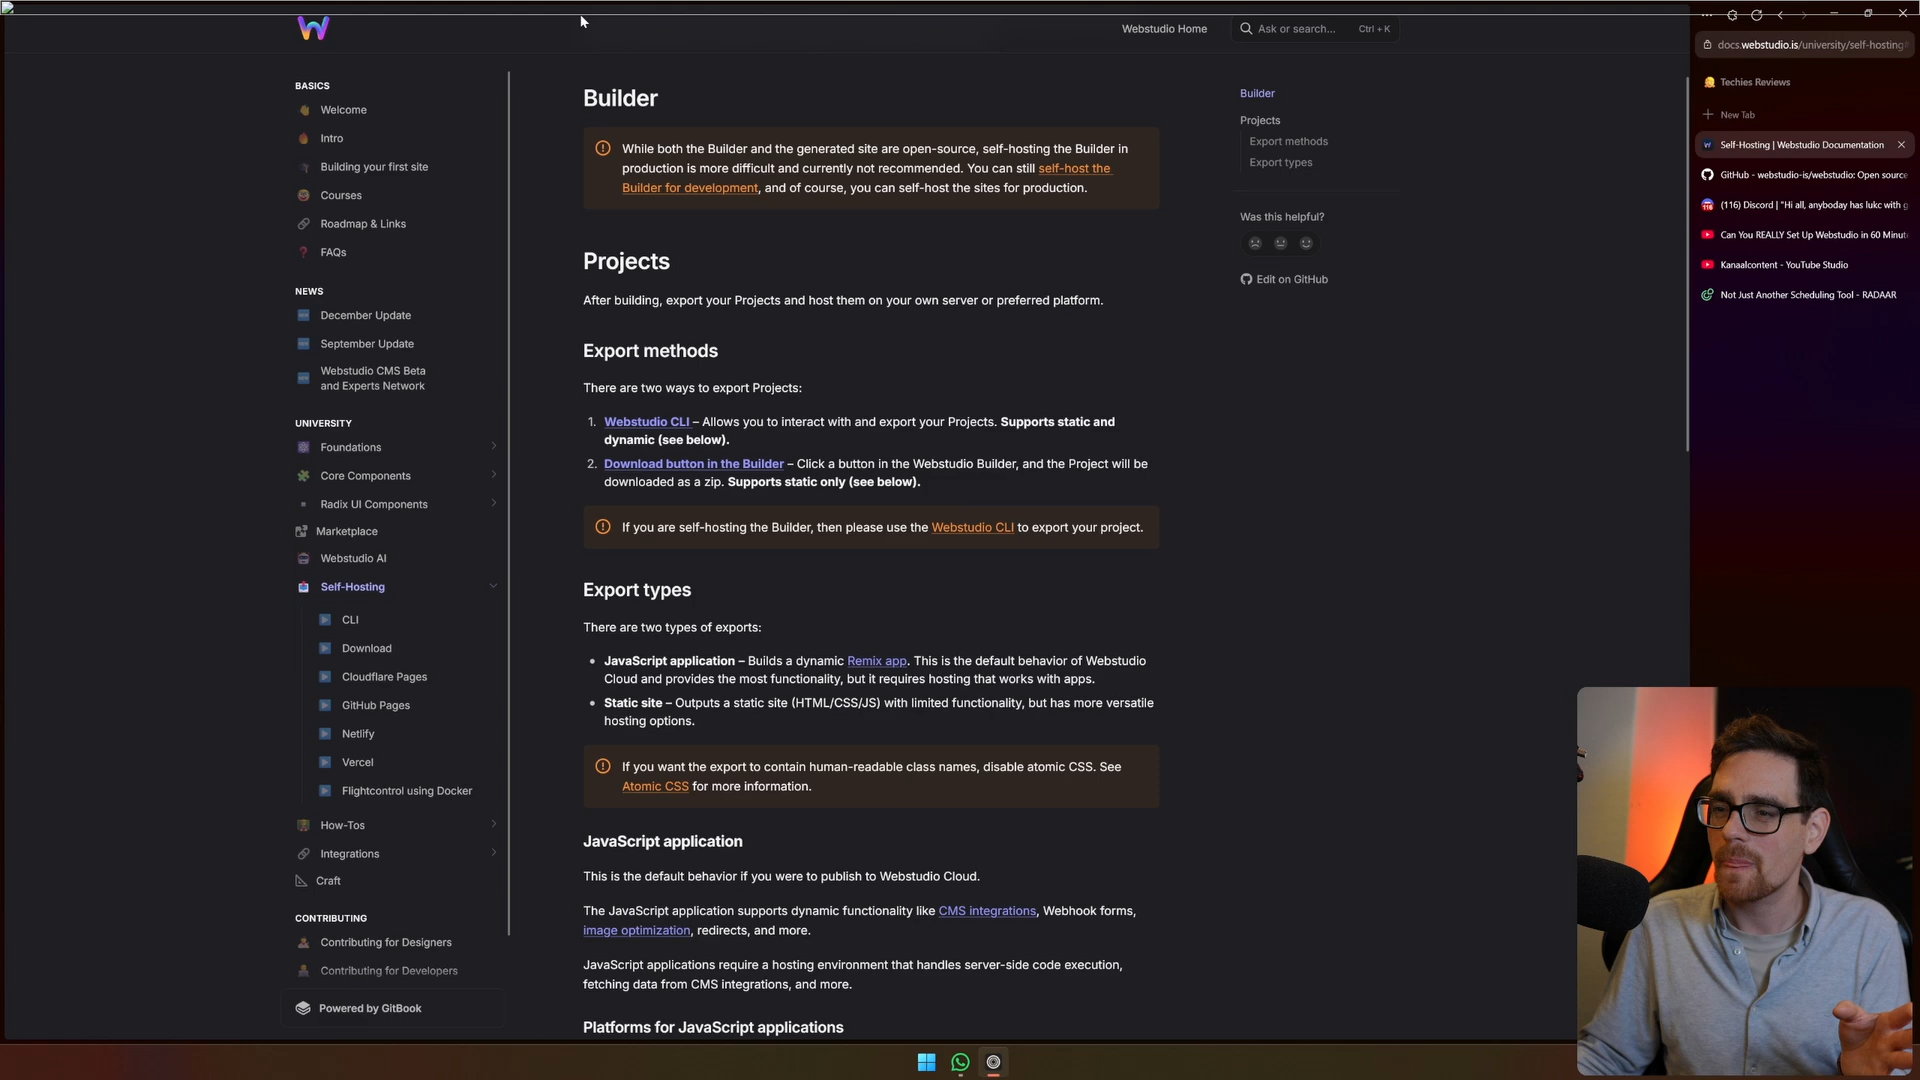 Webstudio Home
Ask or search...
Ctrl + K
BASICS
Welcome
Intro
Building your first site
Courses
Roadmap & Links
FAQs
NEWS
December Update
September Update
Webstudio CMS Beta
and Experts Network
UNIVERSITY
Foundations
Core Components
Radix UI Components
Marketplace
Webstudio AI
Self-Hosting
CLI
Download
Cloudflare Pages
GitHub Pages
Netlify
Vercel
Flightcontrol using Docker
How-Tos
Integrations
Craft
CONTRIBUTING
Contributing for Designers
Contributing for Developers
Powered by GitBook
Builder
While both the Builder and the generated site are open-source, self-hosting the Builder in
production is more difficult and currently not recommended. You can still self-host the
Builder for development, and of course, you can self-host the sites for production.
Projects
After building, export your Projects and host them on your own server or preferred platform.
Export methods
There are two ways to export Projects:
1. Webstudio CLI – Allows you to interact with and export your Projects. Supports static and
dynamic (see below).
2. Download button in the Builder – Click a button in the Webstudio Builder, and the Project will be
downloaded as a zip. Supports static only (see below).
If you are self-hosting the Builder, then please use the Webstudio CLI to export your project.
Export types
There are two types of exports:
• JavaScript application – Builds a dynamic Remix app. This is the default behavior of Webstudio
Cloud and provides the most functionality, but it requires hosting that works with apps.
• Static site – Outputs a static site (HTML/CSS/JS) with limited functionality, but has more versatile
hosting options.
If you want the export to contain human-readable class names, disable atomic CSS. See
Atomic CSS for more information.
JavaScript application
This is the default behavior if you were to publish to Webstudio Cloud.
The JavaScript application supports dynamic functionality like CMS integrations, Webhook forms,
image optimization, redirects, and more.
JavaScript applications require a hosting environment that handles server-side code execution,
fetching data from CMS integrations, and more.
Platforms for JavaScript applications
Builder
Projects
Export methods
Export types
Was this helpful?
Edit on GitHub
docs.webstudio.is/university/self-hosting
Techies Reviews
New Tab
Self-Hosting | Webstudio Documentation
GitHub - webstudio-is/webstudio: Open source
(116) Discord | "Hi all, anyboday has lukc with g
Can You REALLY Set Up Webstudio in 60 Minut
Kanaalcontent - YouTube Studio
Not Just Another Scheduling Tool - RADAAR